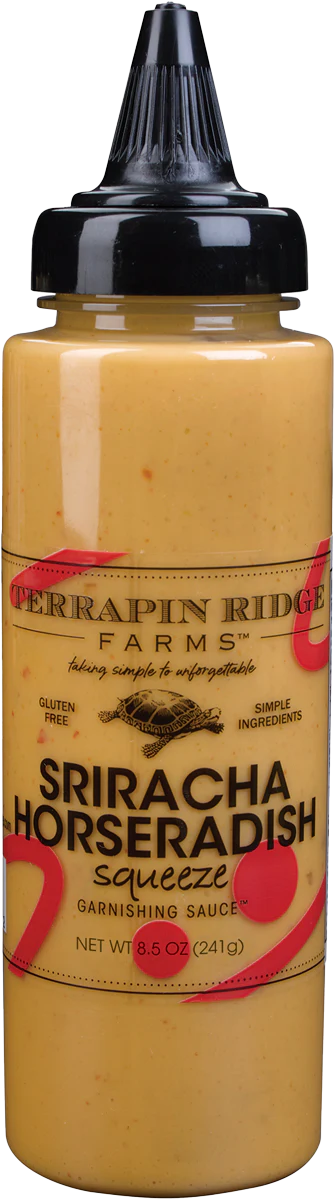 TERRAPIN RIDGE
FARMS™
taking simple to unforgettable
GLUTEN FREE
SIMPLE INGREDIENTS
SRIRACHA
HORSERADISH
squeeze
GARNISHING SAUCE™
NET WT 8.5 OZ (241g)